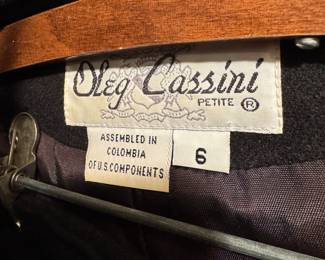 Oleg Cassini
PETITE ®
ASSEMBLED IN
COLOMBIA
OF U.S. COMPONENTS
6